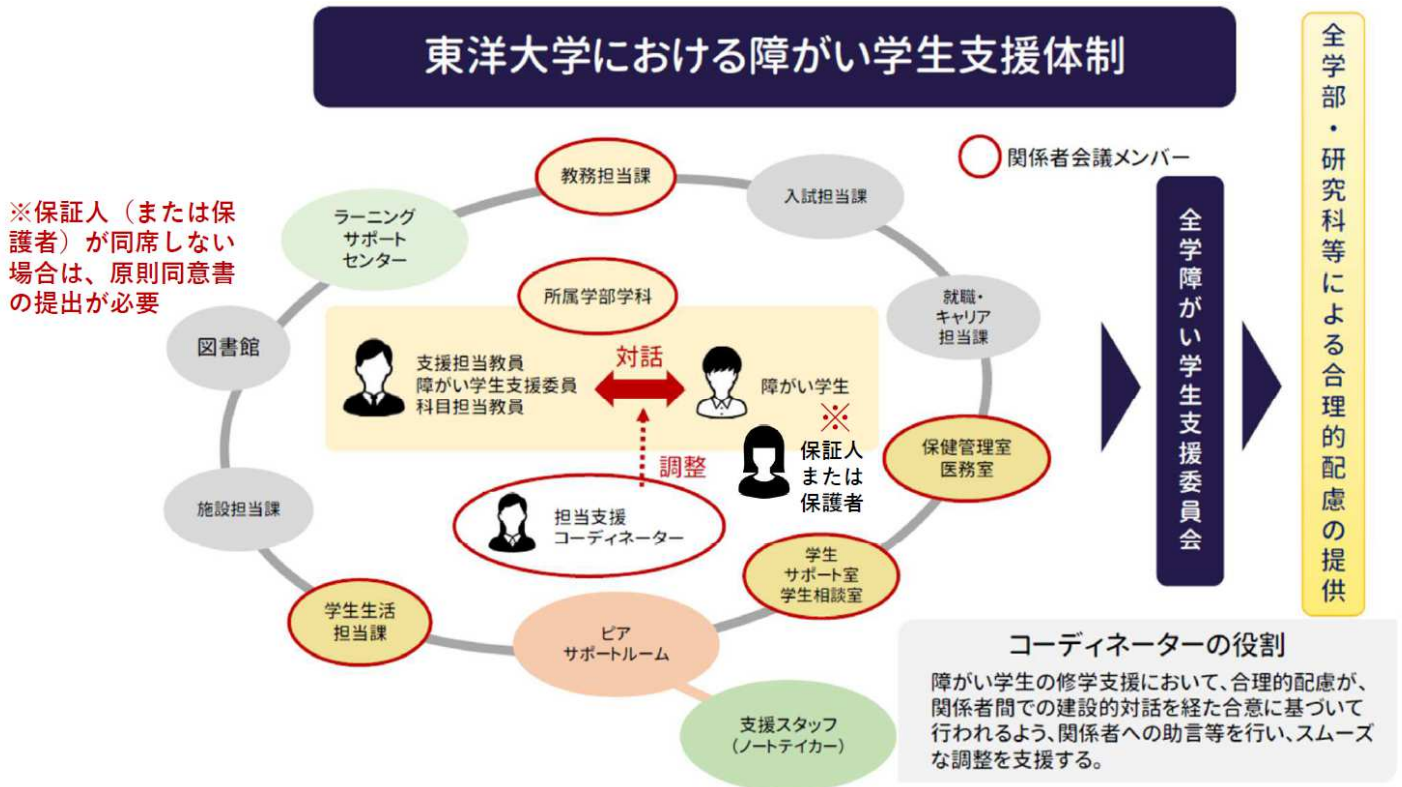 東洋大学における障がい学生支援体制
全学部・研究科等による合理的配慮の提供
関係者会議メンバー
全学障がい学生支援委員会
※保証人（または保
護者）が同席しない
場合は、原則同意書
の提出が必要
教務担当課
入試担当課
ラーニング
サポート
センター
所属学部学科
就職・
キャリア
担当課
図書館
支援担当教員
障がい学生支援委員
科目担当教員
対話
障がい学生
※
保証人
または
保護者
調整
保健管理室
医務室
施設担当課
担当支援
コーディネーター
学生
サポート室
学生相談室
学生生活
担当課
ピア
サポートルーム
支援スタッフ
（ノートテイカー）
コーディネーターの役割
障がい学生の修学支援において、合理的配慮が、
関係者間での建設的対話を経た合意に基づいて
行われるよう、関係者への助言等を行い、スムーズ
な調整を支援する。